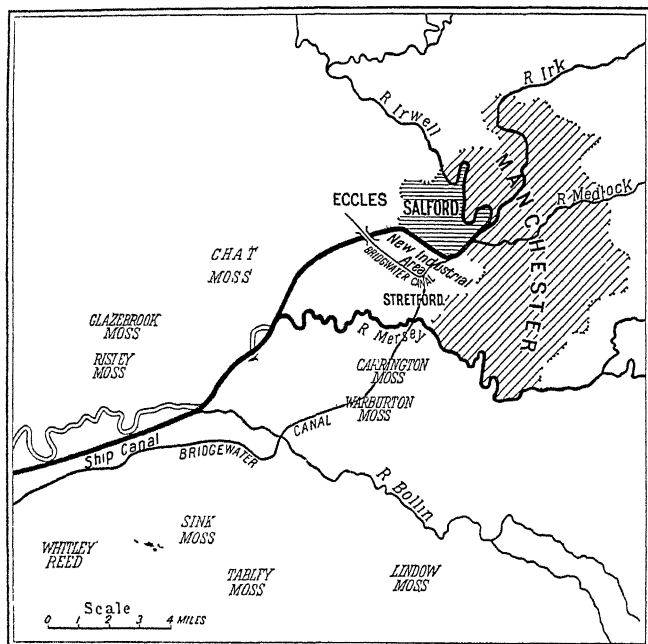 R Irk
R Irwell
MANCHESTER
R Medlock
ECCLES
SALFORD
New Industrial
Area
BRIDGWATER CANAL
STRETFORD
CHAT
MOSS
GLAZEBROOK
MOSS
RISLEY
MOSS
R Mersey
CARRINGTON
MOSS
WARBURTON
MOSS
Ship Canal
BRIDGEWATER CANAL
R Bollin
SINK
MOSS
WHITLEY
REED
TABLEY
MOSS
LINDOW
MOSS
Scale
0 1 2 3 4 MILES